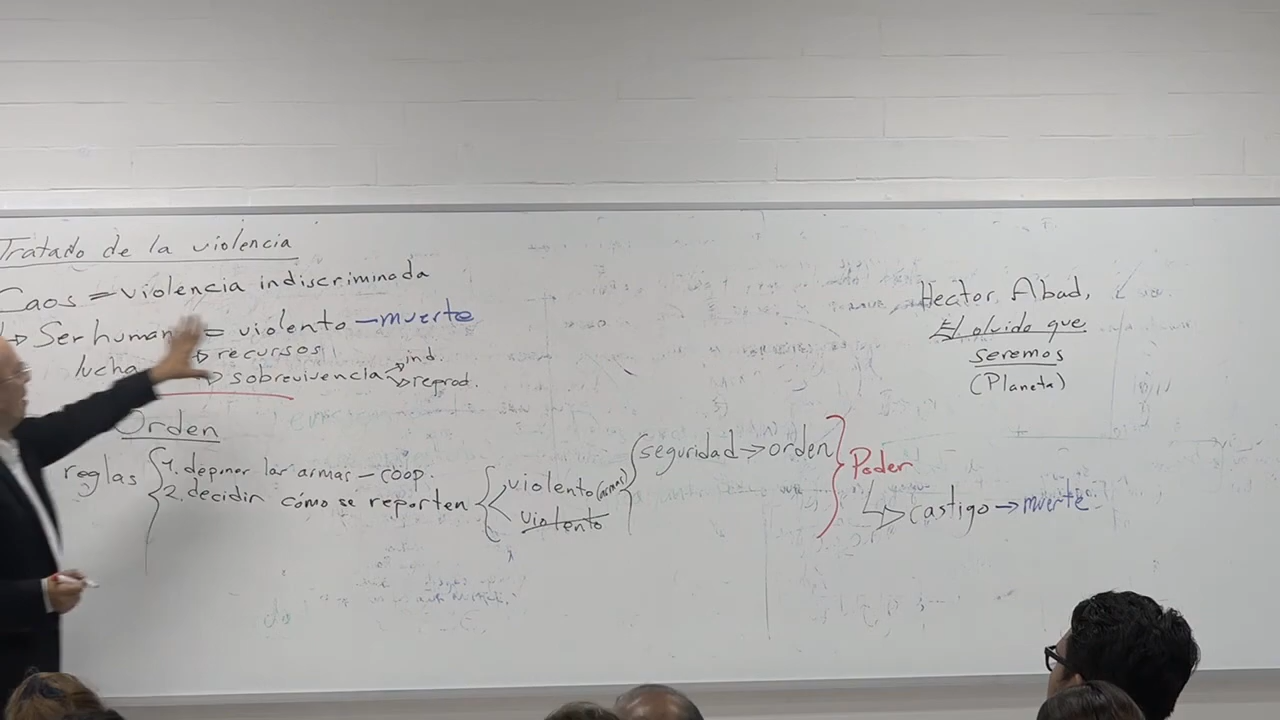 Tratado de la violencia
Caos = violencia indiscriminada
↳ Ser humano = violento — muerte
lucha → recursos
→ sobrevivencia → ind.
→ reprod.
Orden
reglas { 1. deponer las armas — coop.
2. decidir cómo se reporten { violento (armas)
violento
{ seguridad → orden } Poder
↳ castigo → muerte
Hector Abad,
El olvido que
seremos
(Planeta)